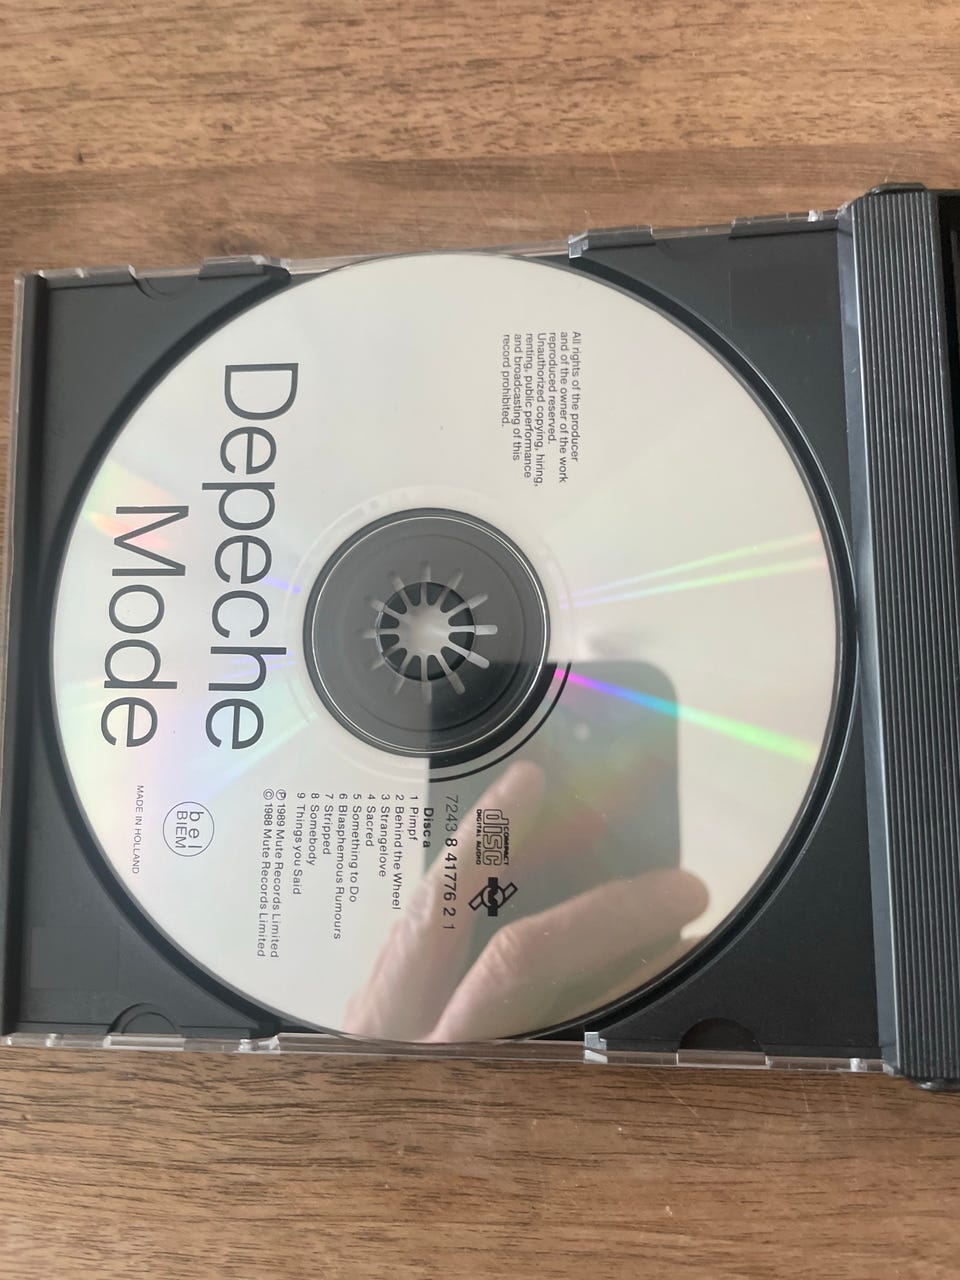 All rights of the producer
and of the owner of the work
reproduced reserved.
Unauthorized copying, hiring,
renting, public performance
and broadcasting of this
record prohibited.
Depeche
Mode
COMPACT
disc
DIGITAL AUDIO
7243 8 41776 2 1
Disc a
1 Pimpf
2 Behind the Wheel
3 Strangelove
4 Sacred
5 Something to Do
6 Blasphemous Rumours
7 Stripped
8 Somebody
9 Things you Said
℗ 1989 Mute Records Limited
© 1988 Mute Records Limited
bel
BIEM
MADE IN HOLLAND